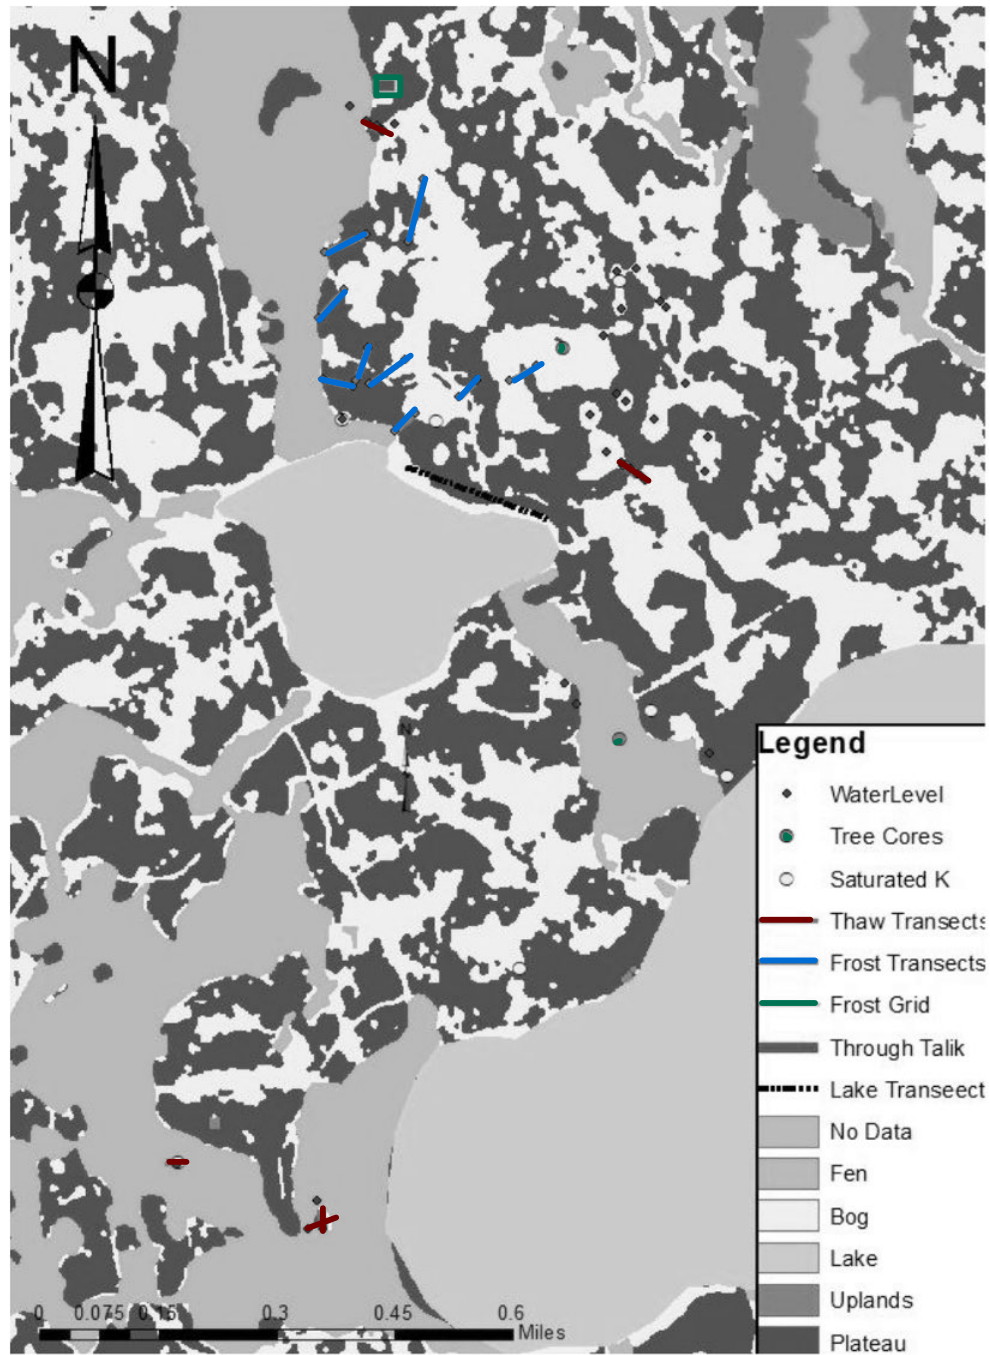 N
N
Legend
WaterLevel
Tree Cores
Saturated K
Thaw Transects
Frost Transects
Frost Grid
Through Talik
Lake Transeect
No Data
Fen
Bog
Lake
Uplands
Plateau
0 0.075 0.15 0.3 0.45 0.6
Miles